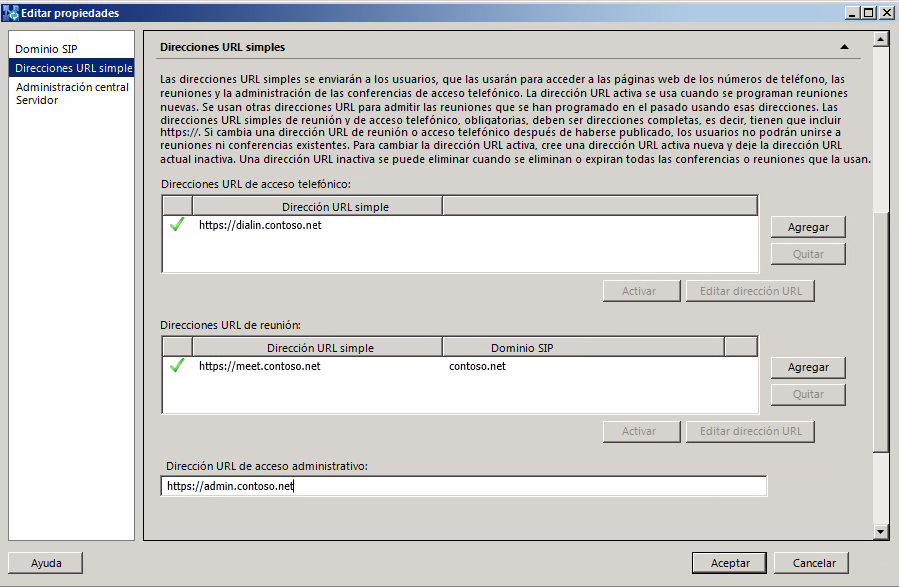 Editar propiedades
Dominio SIP
Direcciones URL simples
Administración central
Servidor
Direcciones URL simples
Las direcciones URL simples se enviarán a los usuarios, que las usarán para acceder a las páginas web de los números de teléfono, las
reuniones y la administración de las conferencias de acceso telefónico. La dirección URL activa se usa cuando se programan reuniones
nuevas. Se usan otras direcciones URL para admitir las reuniones que se han programado en el pasado usando esas direcciones. Las
direcciones URL simples de reunión y de acceso telefónico, obligatorias, deben ser direcciones completas, es decir, tienen que incluir
https://. Si cambia una dirección URL de reunión o acceso telefónico después de haberse publicado, los usuarios no podrán unirse a
reuniones ni conferencias existentes. Para cambiar la dirección URL activa, cree una dirección URL activa nueva y deje la dirección URL
actual inactiva. Una dirección URL inactiva se puede eliminar cuando se eliminan o expiran todas las conferencias o reuniones que la usan.
Direcciones URL de acceso telefónico:
Dirección URL simple
https://dialin.contoso.net
Agregar
Quitar
Activar
Editar dirección URL
Direcciones URL de reunión:
Dirección URL simple
Dominio SIP
https://meet.contoso.net
contoso.net
Agregar
Quitar
Activar
Editar dirección URL
Dirección URL de acceso administrativo:
https://admin.contoso.net
Ayuda
Aceptar
Cancelar